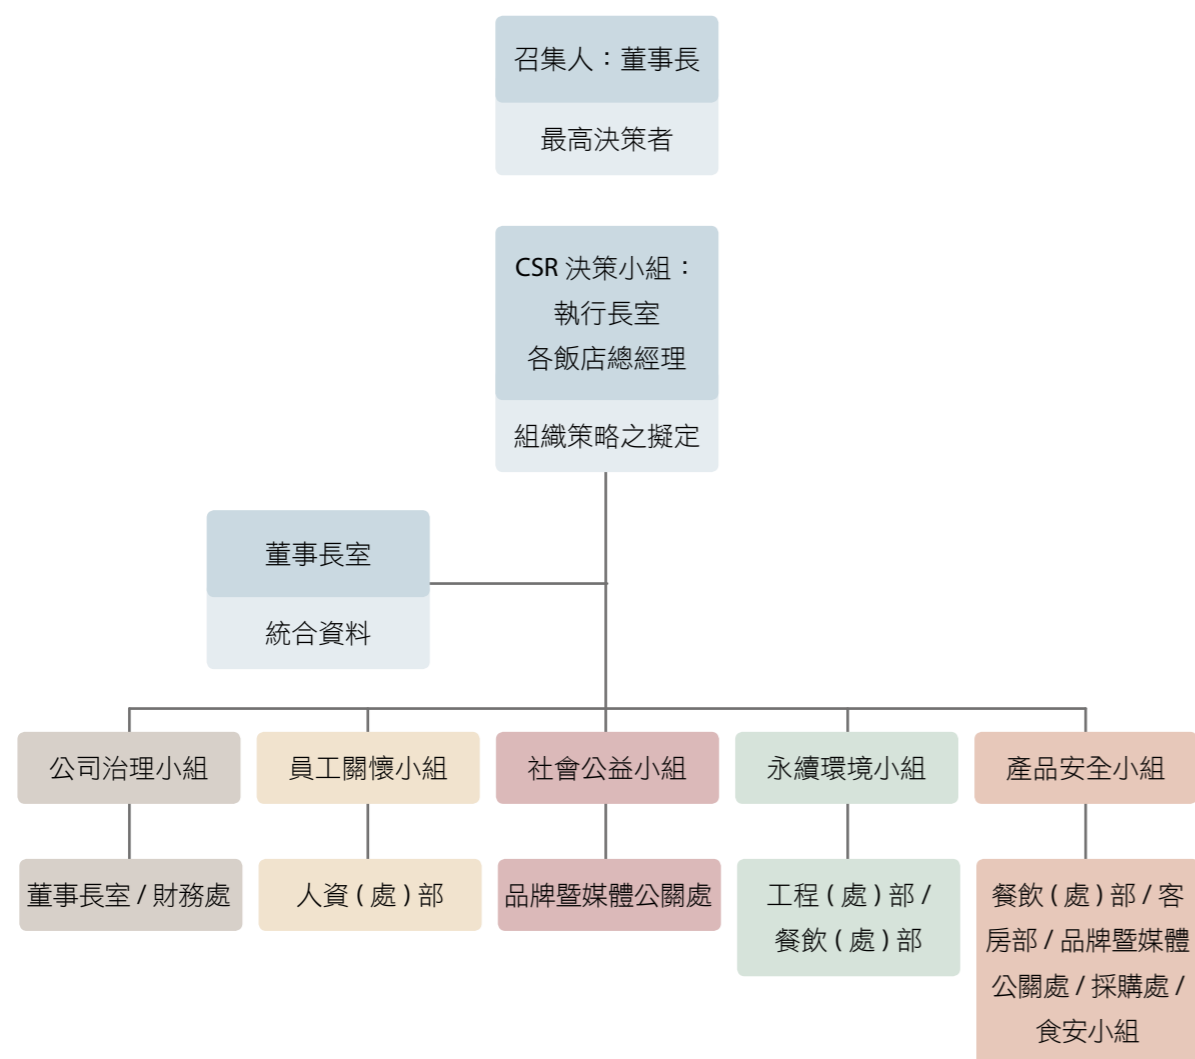 召集人：董事長
最高決策者
CSR 決策小組：
執行長室
各飯店總經理
組織策略之擬定
董事長室
統合資料
公司治理小組
員工關懷小組
社會公益小組
永續環境小組
產品安全小組
董事長室 / 財務處
人資 ( 處 ) 部
品牌暨媒體公關處
工程 ( 處 ) 部 /
餐飲 ( 處 ) 部
餐飲 ( 處 ) 部 / 客
房部 / 品牌暨媒體
公關處 / 採購處 /
食安小組